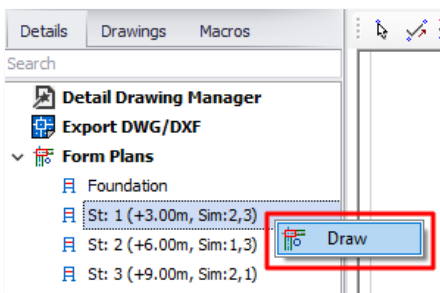 Details Drawings Macros
Search
Detail Drawing Manager
Export DWG/DXF
Form Plans
Foundation
St: 1 (+3.00m, Sim:2,3)
Draw
St: 2 (+6.00m, Sim:1,3)
St: 3 (+9.00m, Sim:2,1)